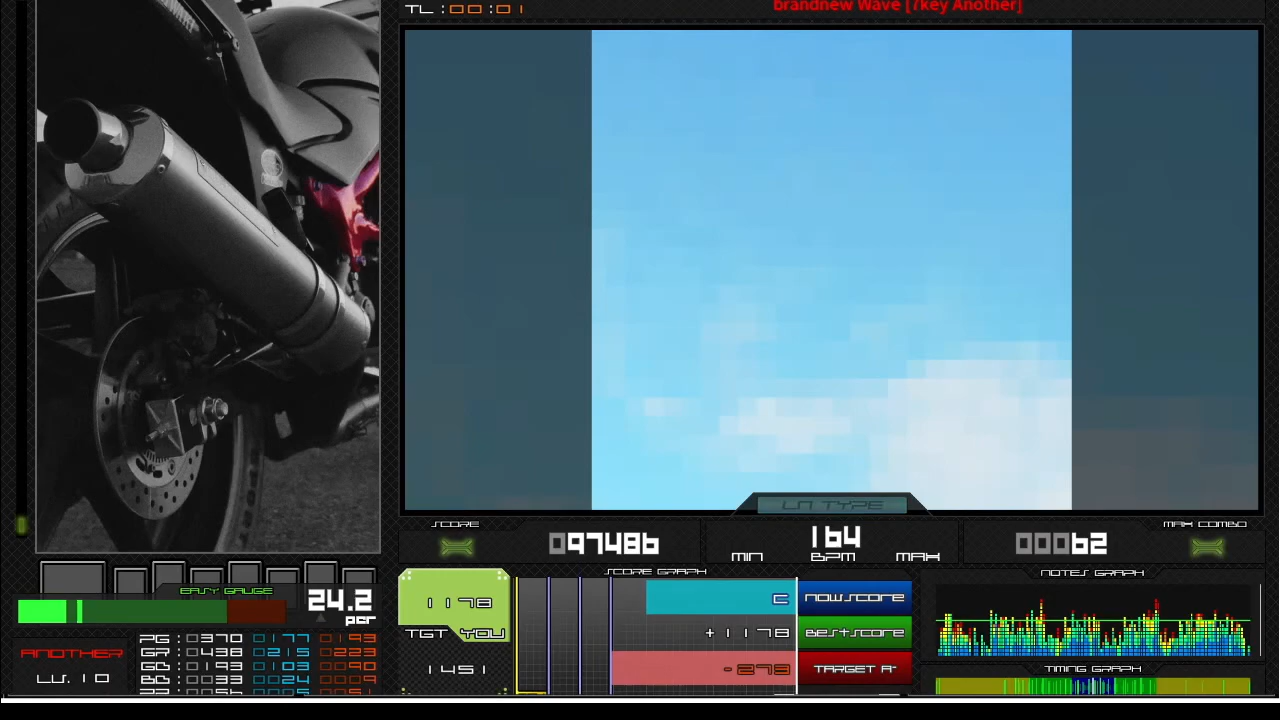 TL :00 :01
brandnew Wave [7key Another]
LN TYPE
SCORE
097486
164
MIN BPM MAX
00062
MAX COMBO
EASY GAUGE
24.2
per
SCORE GRAPH
NOTES GRAPH
1178
TGT YOU
1451
C
NOWSCORE
+1178
BESTSCORE
-273
TARGET A-
TIMING GRAPH
ANOTHER
LV. 10
PG :0370 0177 0193
GR :0438 0215 0223
GD :0193 0103 0090
BD :0033 0024 0009